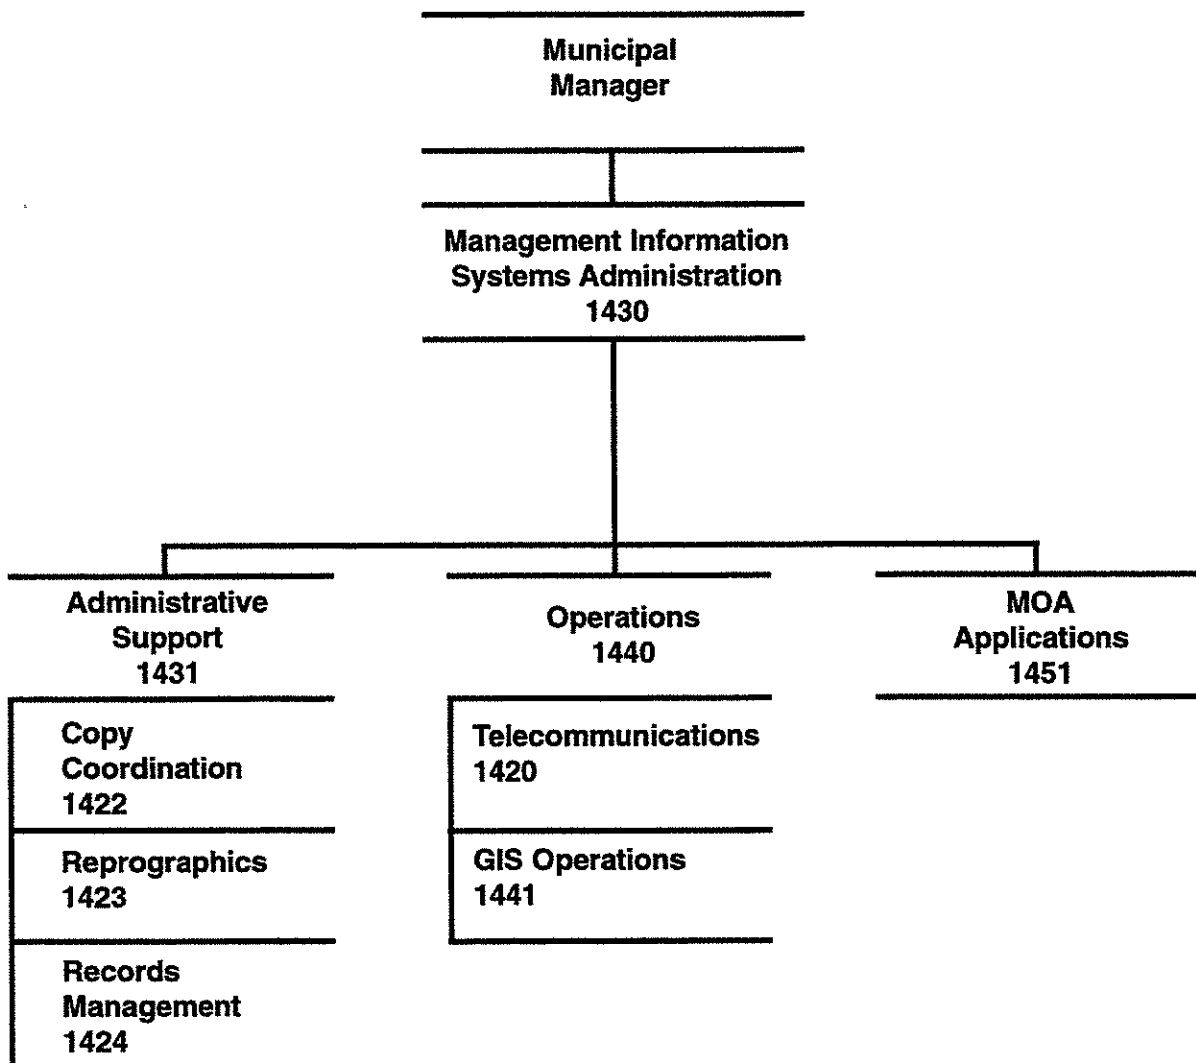 Municipal
Manager
Management Information
Systems Administration
1430
Administrative
Support
1431
Copy
Coordination
1422
Reprographics
1423
Records
Management
1424
Operations
1440
Telecommunications
1420
GIS Operations
1441
MOA
Applications
1451